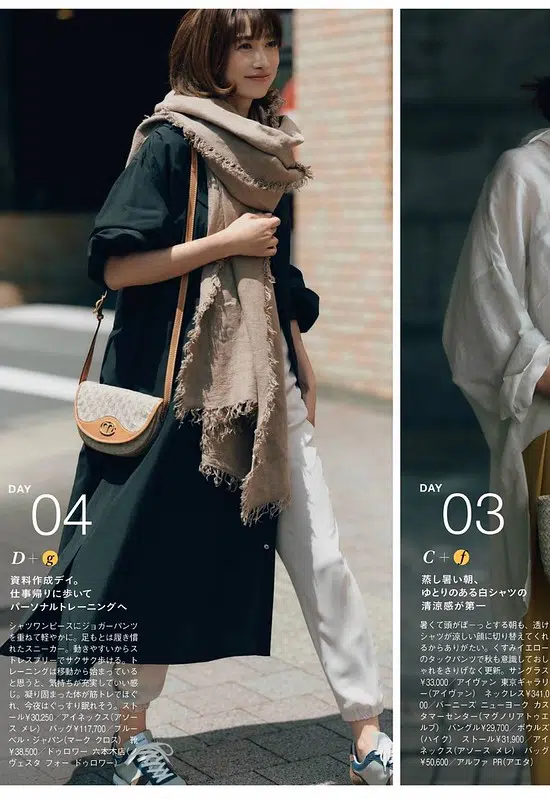 DAY
04
D+g
資料作成デイ。
仕事帰りに歩いて
パーソナルトレーニングへ
シャツワンピースにジョガーパンツ
を重ねて軽やかに。足もとは履き慣
れたスニーカー。動きやすいからス
トレスフリーでサクサク歩ける。ト
レーニングは移動から始まっている
と思うと、気持ちが充実していい感
じ。凝り固まった体が筋トレでほぐ
れ、今夜はぐっすり眠れそう。スト
ール¥30,250／アイネックス(アソー
ス メレ) バッグ¥117,700／ブルー
ベル・ジャパン(マーク クロス) 靴
¥38,500／ドゥロワー 六本木店(
ヴェスタ フォー ドゥロワー)
DAY
03
C+f
蒸し暑い朝、
ゆとりのある白シャツの
清涼感が第一
暑くて頭がぼーっとする朝も、透け
シャツが涼しい顔に切り替えてくれ
るからありがたい。くすみイエロー
のタックパンツで秋も意識しておし
ゃれをさりげなく更新。サングラス
¥33,000／アイヴァン 東京ギャラリ
ー(アイヴァン) ネックレス¥341,0
00／バーニーズ ニューヨーク カス
タマーセンター(マグノリアトゥエ
ルブ) バングル¥29,700／ボウルズ
(ハイク) ストール¥31,900／アイ
ネックス(アソース メレ) バッグ
¥50,600／アルファ PR(アエタ)